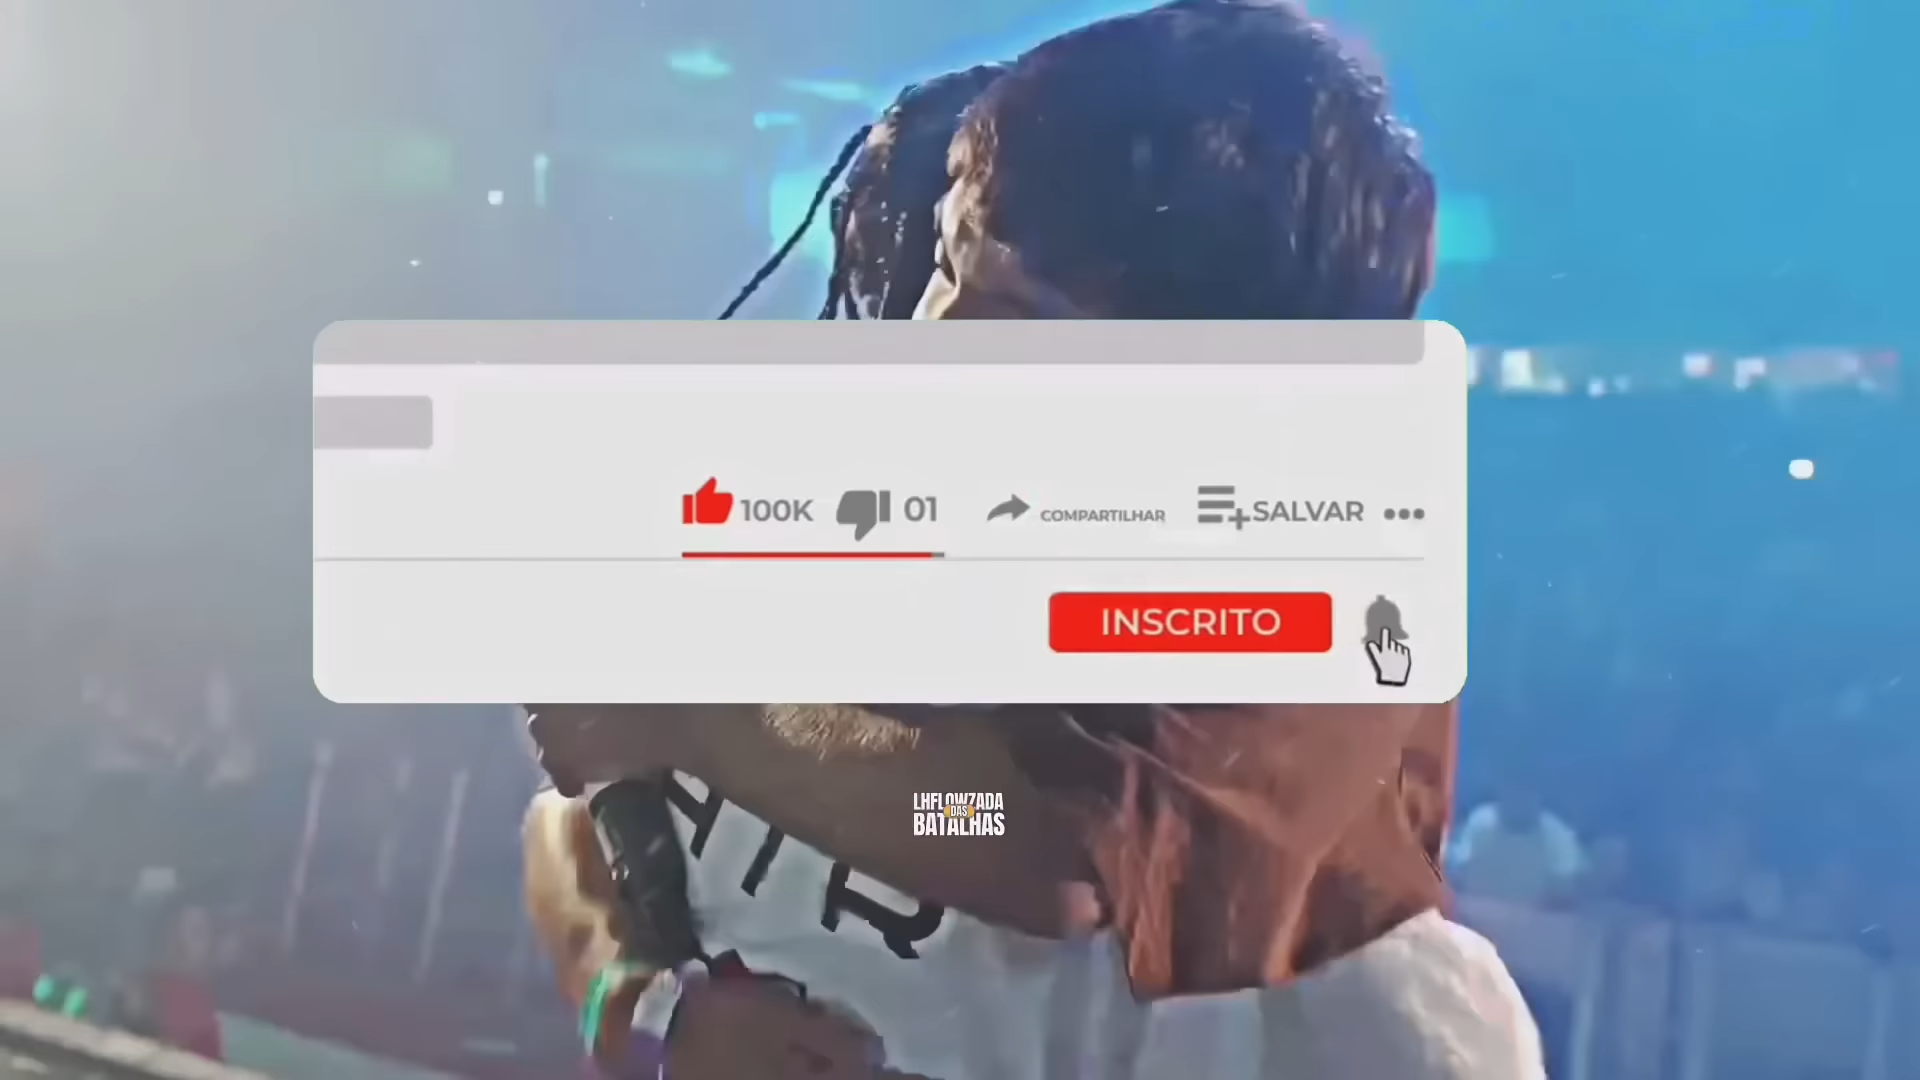 100K 01 COMPARTILHAR SALVAR
INSCRITO
LHFLOWZADA
DAS
BATALHAS